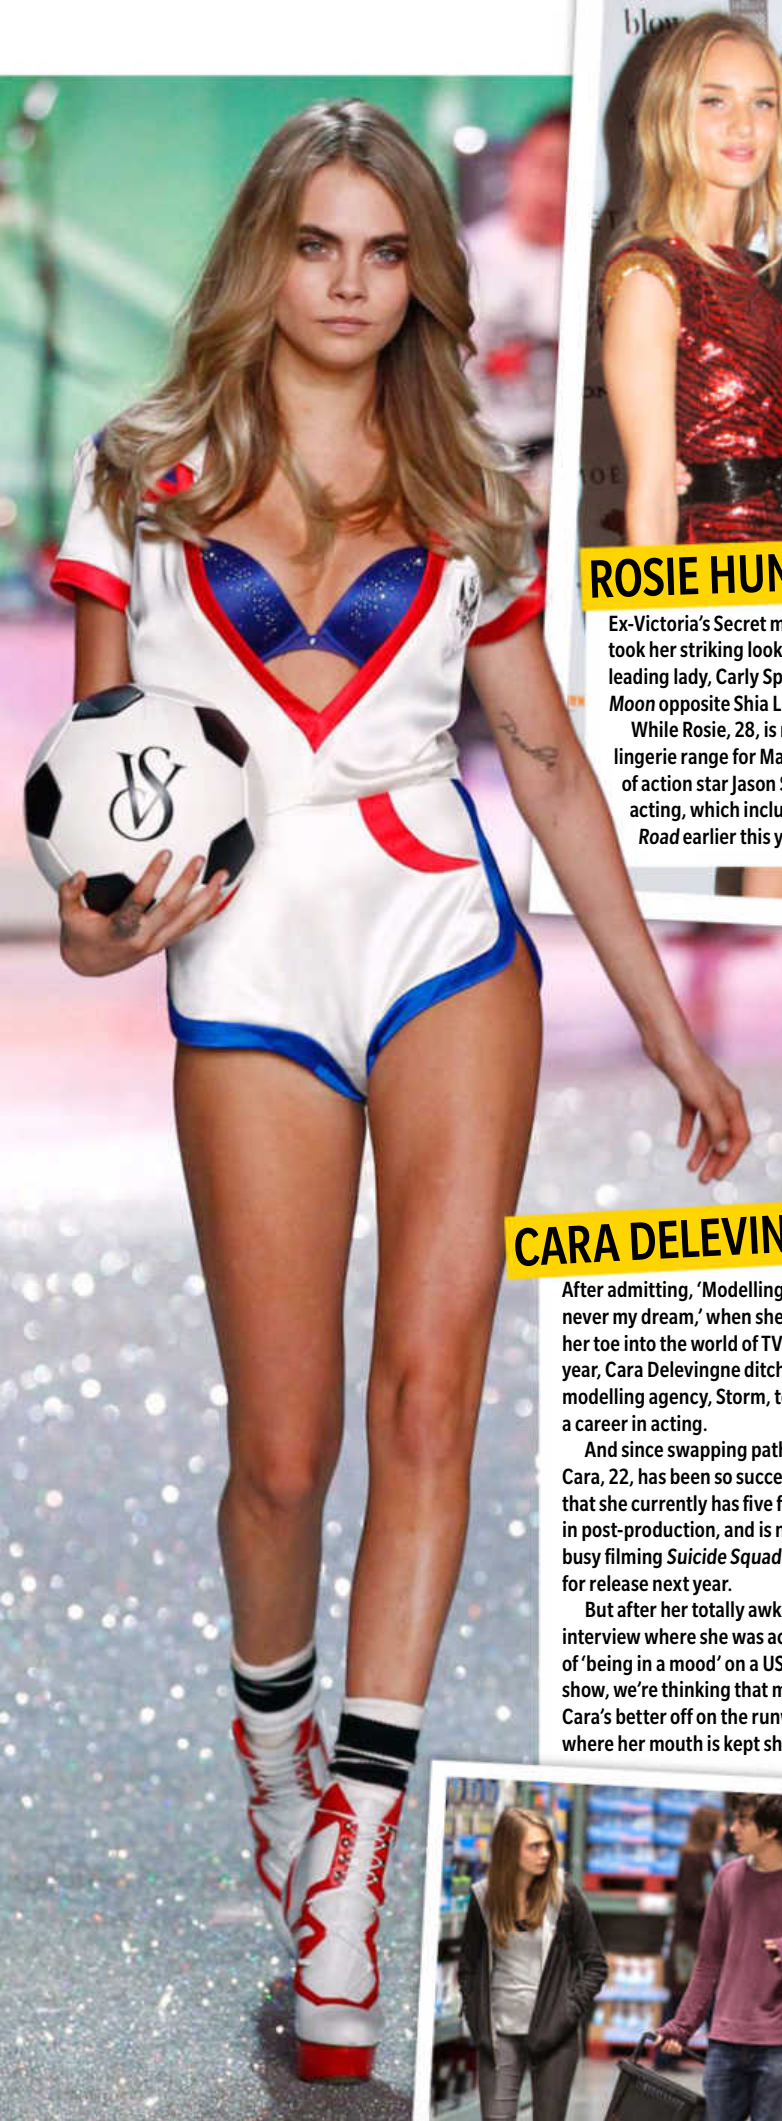 blow
ROSIE HUN
Ex-Victoria's Secret m
took her striking look
leading lady, Carly Sp
Moon opposite Shia L
While Rosie, 28, is
lingerie range for Ma
of action star Jason S
acting, which inclu
Road earlier this y
VS
CARA DELEVIN
After admitting, 'Modelling
never my dream,' when she
her toe into the world of TV
year, Cara Delevingne ditch
modelling agency, Storm, t
a career in acting.
And since swapping path
Cara, 22, has been so succe
that she currently has five f
in post-production, and is n
busy filming Suicide Squad
for release next year.
But after her totally awk
interview where she was ac
of 'being in a mood' on a US
show, we're thinking that m
Cara's better off on the runw
where her mouth is kept sh